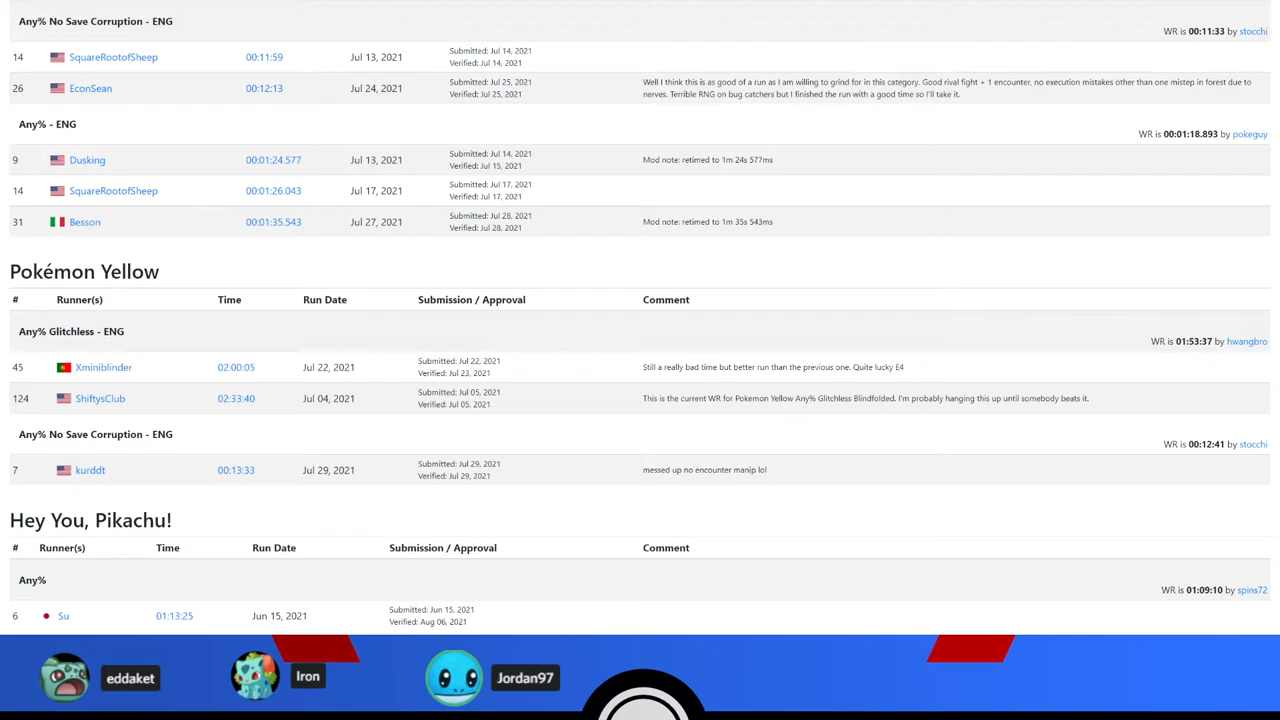 Any% No Save Corruption - ENG
WR is 00:11:33 by stocchi
14 SquareRootofSheep 00:11:59 Jul 13, 2021 Submitted: Jul 14, 2021
Verified: Jul 14, 2021
26 EconSean 00:12:13 Jul 24, 2021 Submitted: Jul 25, 2021 Well I think this is as good of a run as I am willing to grind for in this category. Good rival fight + 1 encounter, no execution mistakes other than one mistep in forest due to
Verified: Jul 25, 2021 nerves. Terrible RNG on bug catchers but I finished the run with a good time so I'll take it.
Any% - ENG
WR is 00:01:18.893 by pokeguy
9 Dusking 00:01:24.577 Jul 13, 2021 Submitted: Jul 14, 2021 Mod note: retimed to 1m 24s 577ms
Verified: Jul 15, 2021
14 SquareRootofSheep 00:01:26.043 Jul 17, 2021 Submitted: Jul 17, 2021
Verified: Jul 17, 2021
31 Besson 00:01:35.543 Jul 27, 2021 Submitted: Jul 28, 2021 Mod note: retimed to 1m 35s 543ms
Verified: Jul 28, 2021
Pokémon Yellow
# Runner(s) Time Run Date Submission / Approval Comment
Any% Glitchless - ENG
WR is 01:53:37 by hwangbro
45 Xminiblinder 02:00:05 Jul 22, 2021 Submitted: Jul 22, 2021 Still a really bad time but better run than the previous one. Quite lucky E4
Verified: Jul 23, 2021
124 ShiftysClub 02:33:40 Jul 04, 2021 Submitted: Jul 05, 2021 This is the current WR for Pokemon Yellow Any% Glitchless Blindfolded. I'm probably hanging this up until somebody beats it.
Verified: Jul 05, 2021
Any% No Save Corruption - ENG
WR is 00:12:41 by stocchi
7 kurddt 00:13:33 Jul 29, 2021 Submitted: Jul 29, 2021 messed up no encounter manip lol
Verified: Jul 29, 2021
Hey You, Pikachu!
# Runner(s) Time Run Date Submission / Approval Comment
Any%
WR is 01:09:10 by spins72
6 Su 01:13:25 Jun 15, 2021 Submitted: Jun 15, 2021
Verified: Aug 06, 2021
eddaket Iron Jordan97